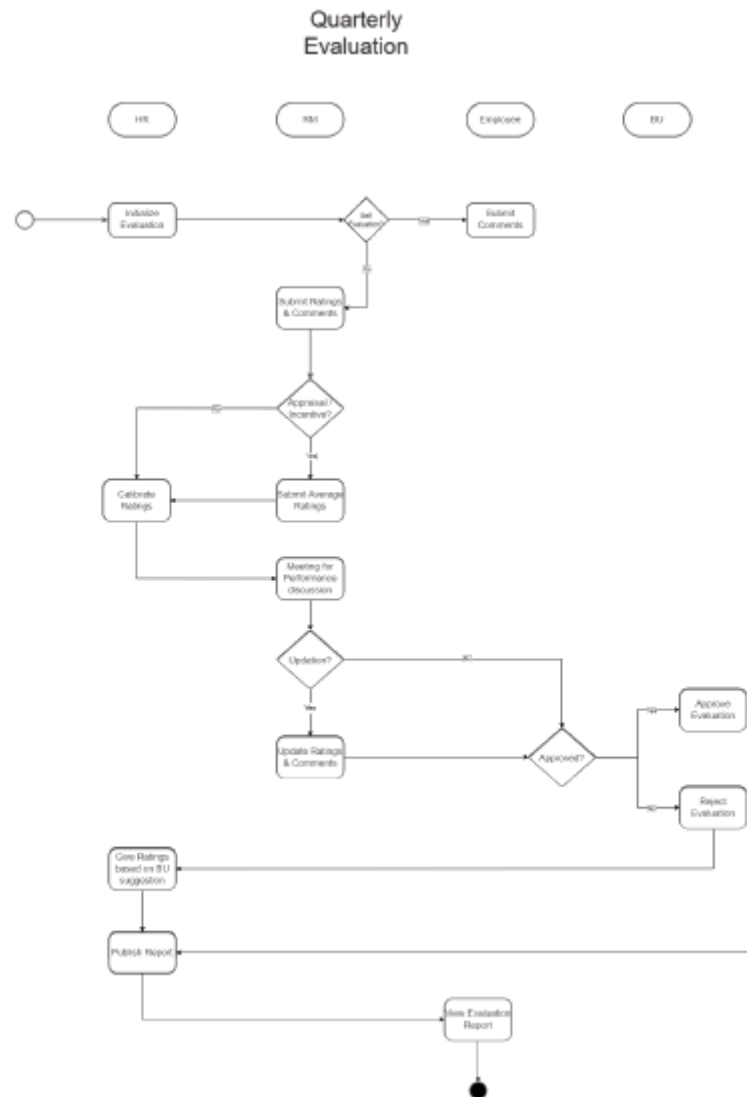 Quarterly
Evaluation
HR
RM
Employee
BU
Initialize
Evaluation
Self
Evaluation?
Submit
Comments
Submit Ratings
& Comments
Appraisal /
Incentive?
Yes
Calibrate
Ratings
Submit Average
Ratings
Meeting for
Performance
discussion
Updation?
Yes
Approve
Evaluation
Update Ratings
& Comments
Approved?
Reject
Evaluation
Give Ratings
based on BU
suggestion
Publish Report
View Evaluation
Report